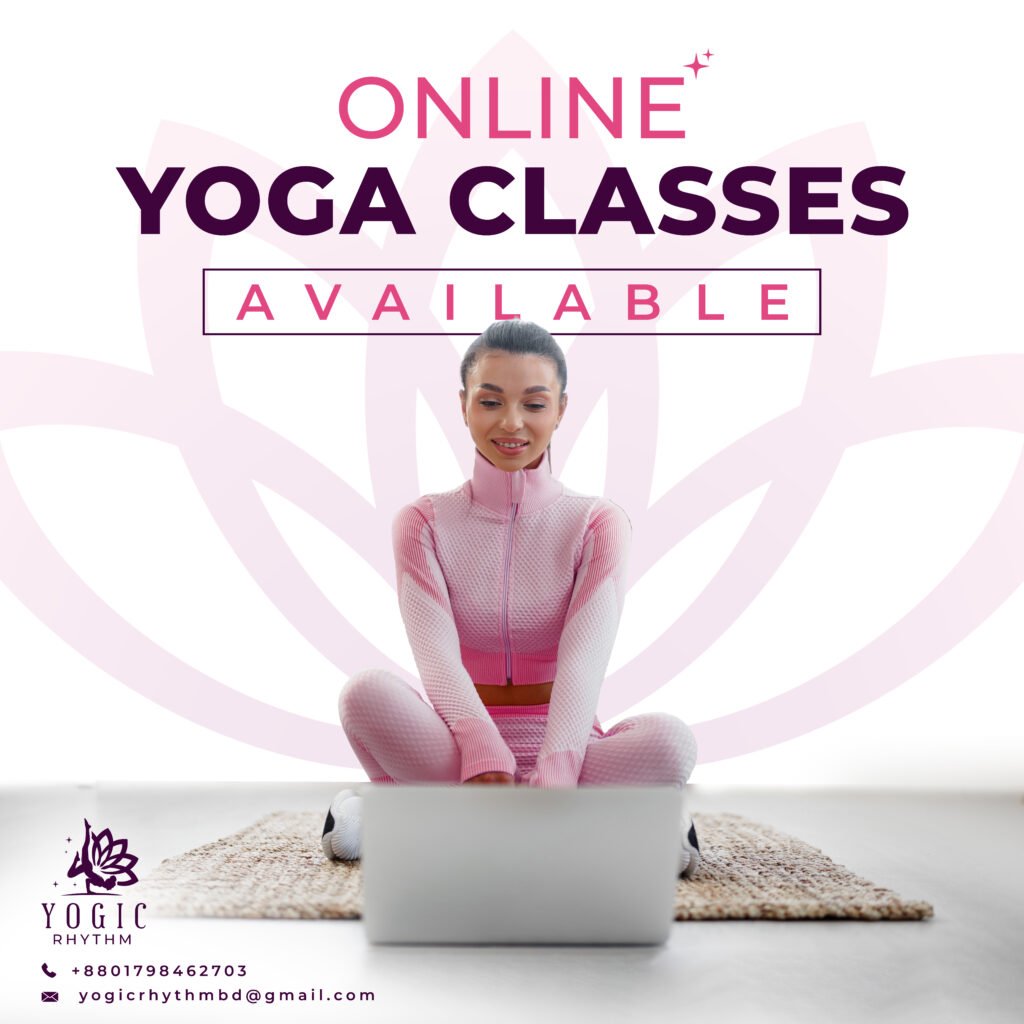 ONLINE
YOGA CLASSES
AVAILABLE
YOGIC
RHYTHM
+8801798462703
yogicrhythmbd@gmail.com